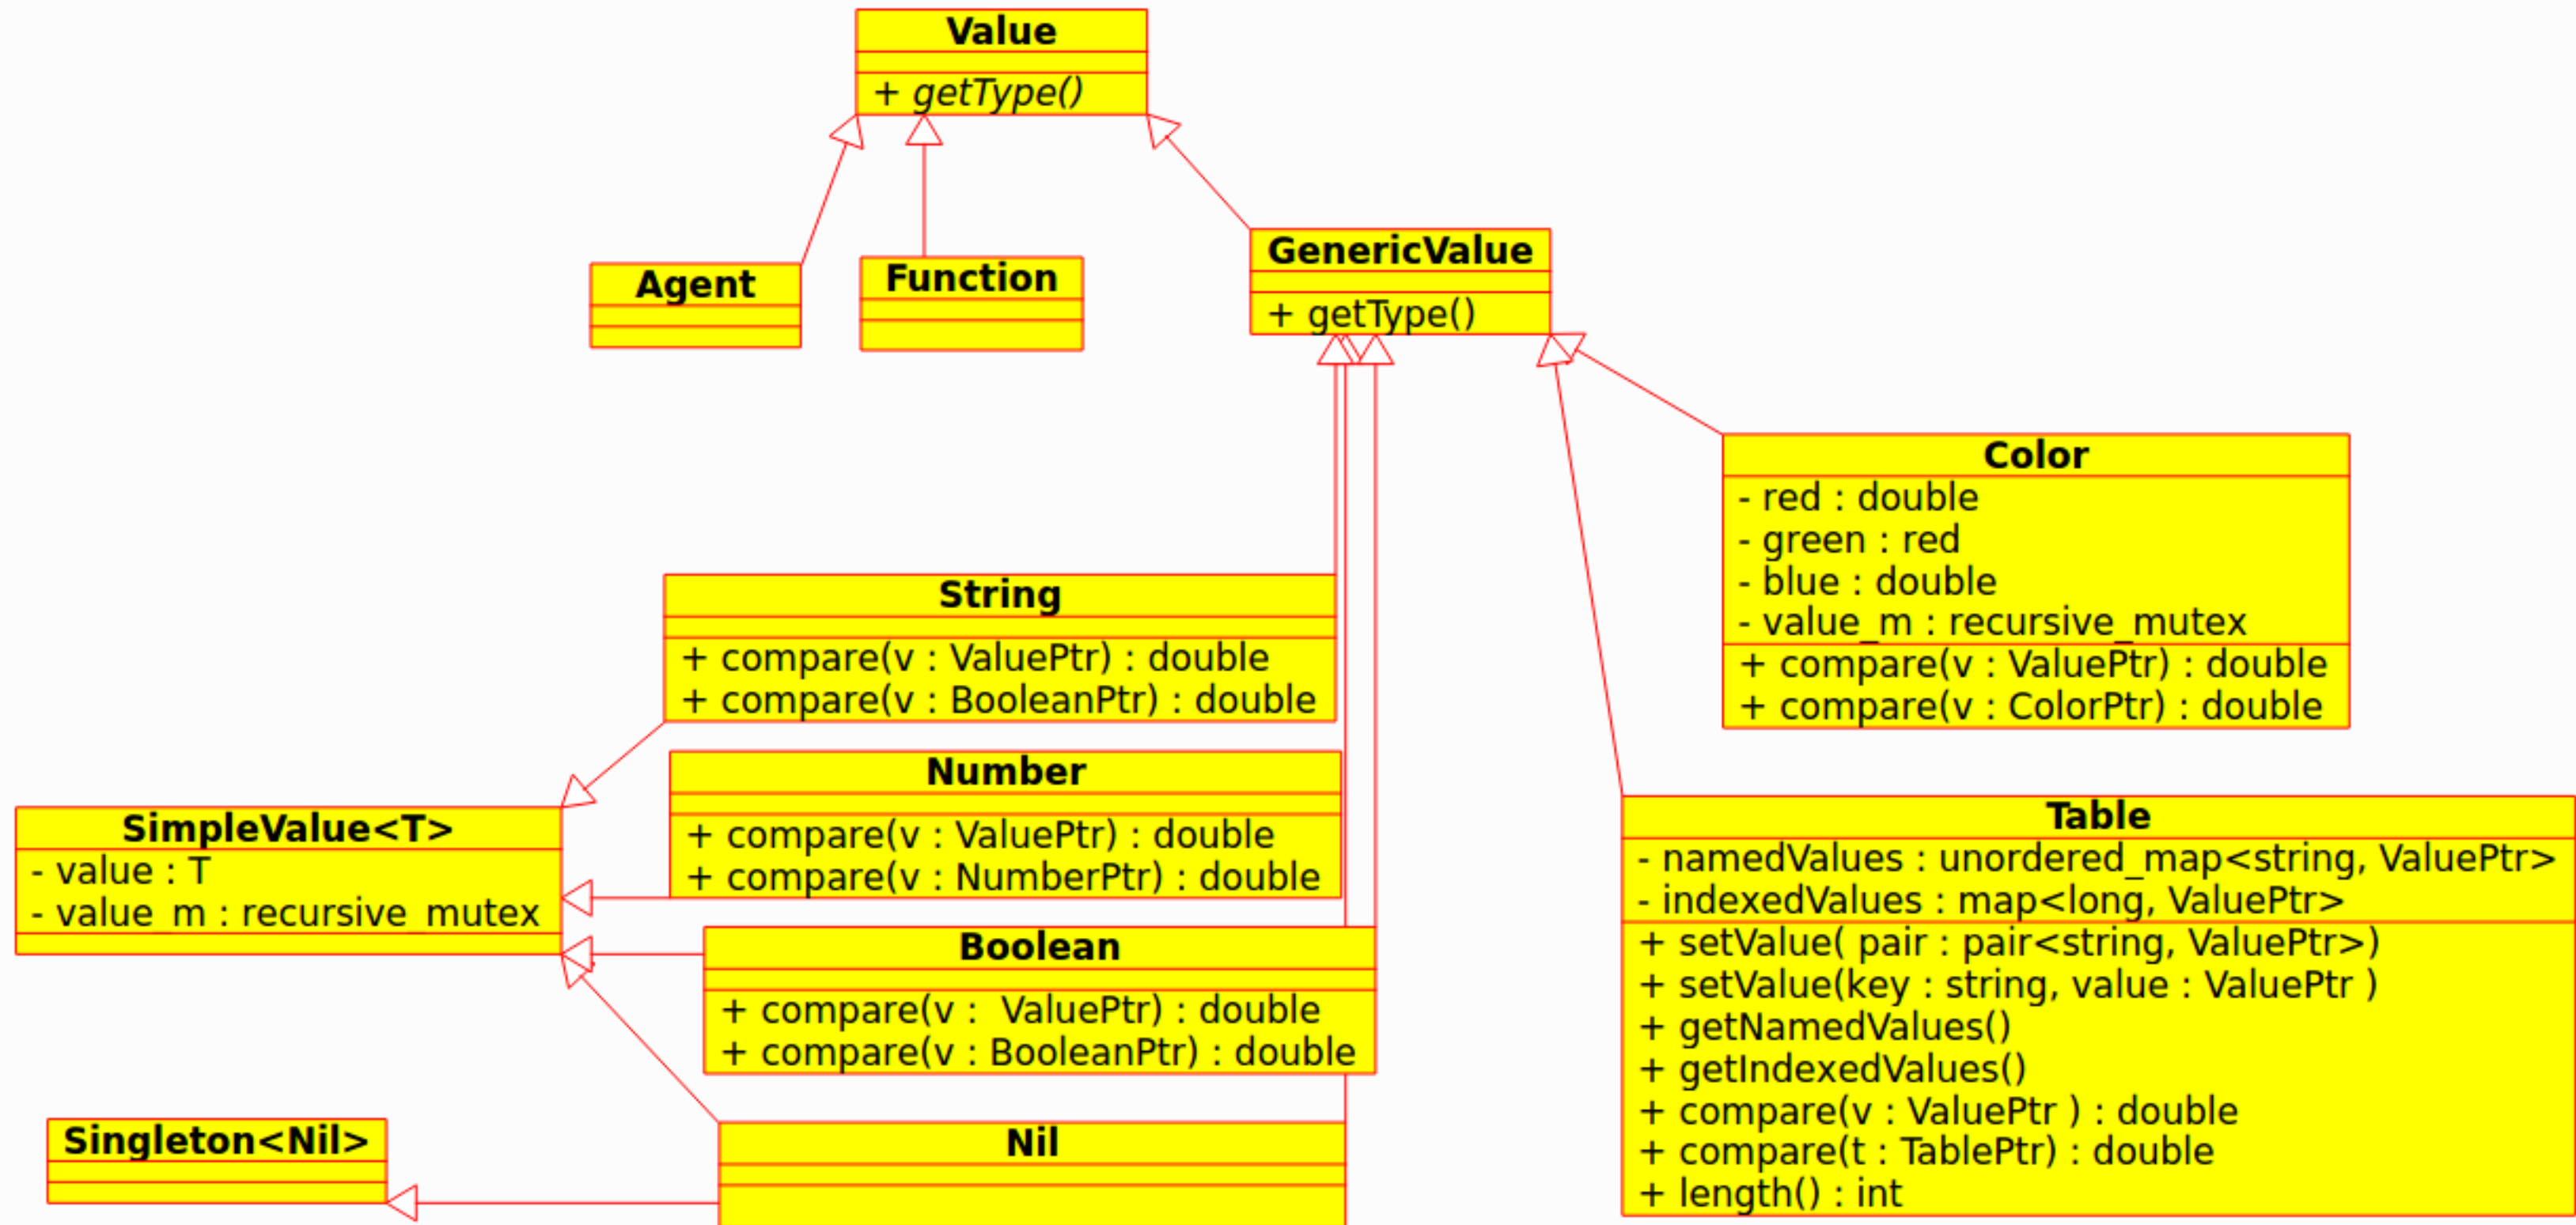 Value
+ getType()
Agent
Function
GenericValue
+ getType()
Color
- red : double
- green : red
- blue : double
- value_m : recursive_mutex
+ compare(v : ValuePtr) : double
+ compare(v : ColorPtr) : double
String
+ compare(v : ValuePtr) : double
+ compare(v : BooleanPtr) : double
Number
+ compare(v : ValuePtr) : double
+ compare(v : NumberPtr) : double
SimpleValue<T>
- value : T
- value_m : recursive_mutex
Table
- namedValues : unordered_map<string, ValuePtr>
- indexedValues : map<long, ValuePtr>
+ setValue( pair : pair<string, ValuePtr>)
+ setValue(key : string, value : ValuePtr )
+ getNamedValues()
+ getIndexedValues()
+ compare(v : ValuePtr ) : double
+ compare(t : TablePtr) : double
+ length() : int
Boolean
+ compare(v :  ValuePtr) : double
+ compare(v : BooleanPtr) : double
Singleton<Nil>
Nil